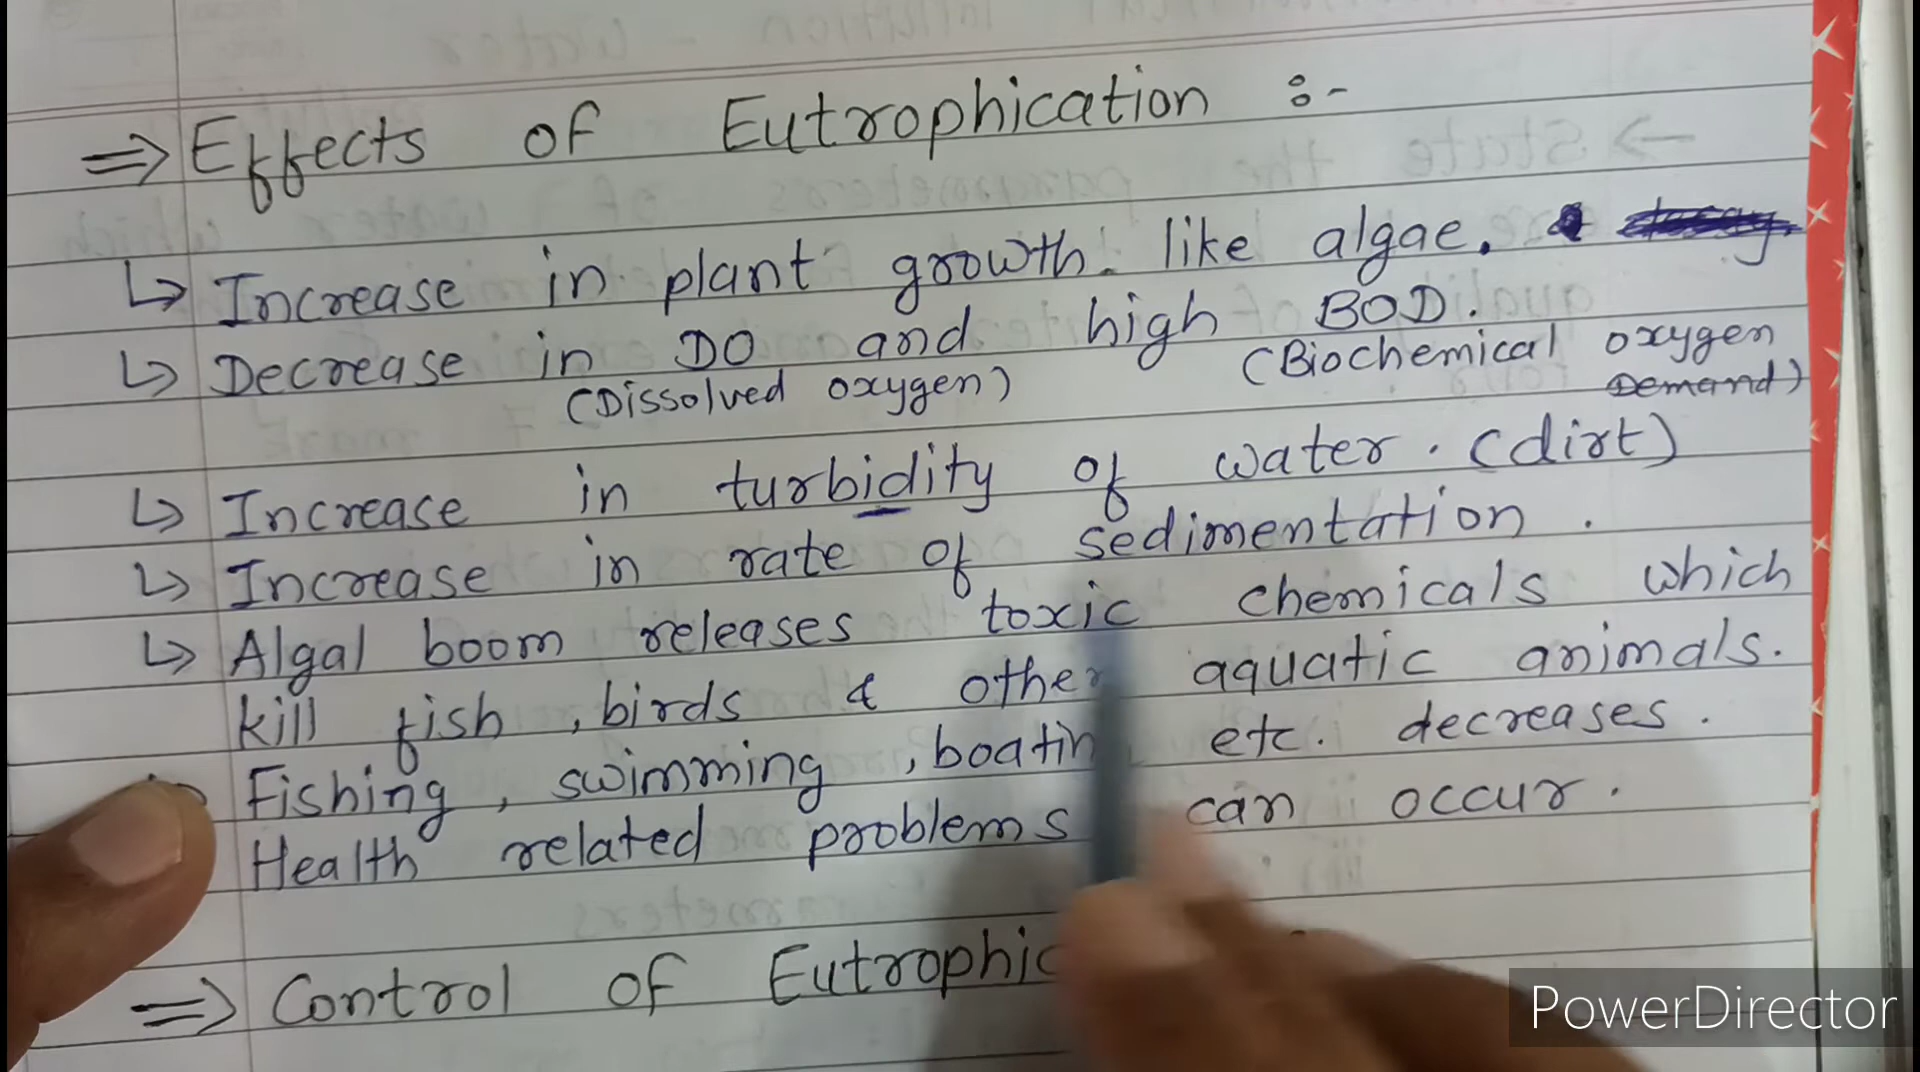 ⇒ Effects of Eutrophication :-
↳ Increase in plant growth. like algae.
↳ Decrease in DO and high BOD.
(Dissolved oxygen) (Biochemical oxygen Demand)
↳ Increase in turbidity of water. (dirt)
↳ Increase in rate of sedimentation.
↳ Algal boom releases toxic chemicals which
kill fish, birds & other aquatic animals.
Fishing, swimming, boatin etc. decreases.
Health related problems can occur.
⇒ Control of Eutrophic
PowerDirector